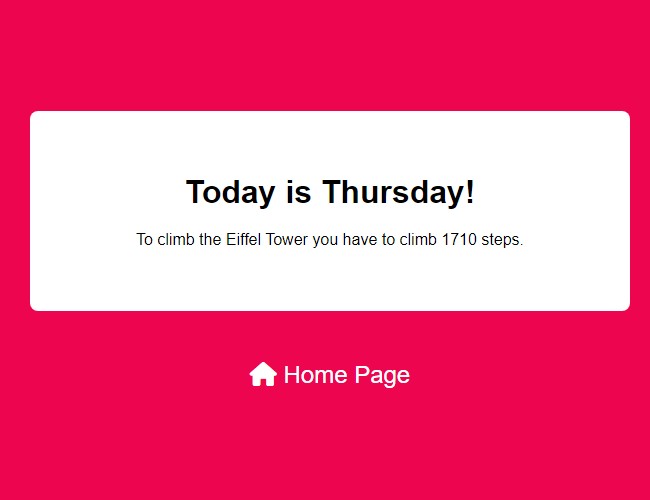 Today is Thursday!
To climb the Eiffel Tower you have to climb 1710 steps.
Home Page